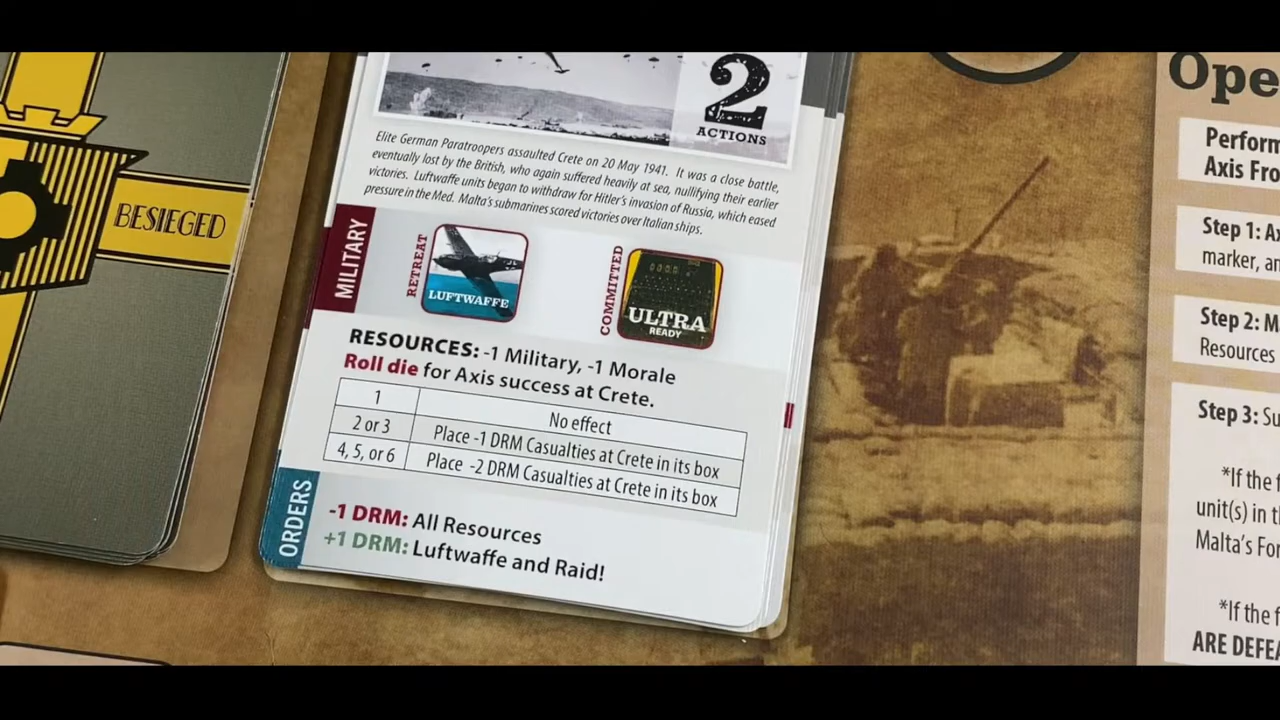 BESIEGED
2
ACTIONS
Elite German Paratroopers assaulted Crete on 20 May 1941. It was a close battle,
eventually lost by the British, who again suffered heavily at sea, nullifying their earlier
victories. Luftwaffe units began to withdraw for Hitler's invasion of Russia, which eased
pressure in the Med. Malta's submarines scored victories over Italian ships.
MILITARY
RETREAT
LUFTWAFFE
COMMITTED
ULTRA
READY
RESOURCES: -1 Military, -1 Morale
Roll die for Axis success at Crete.
1 No effect
2 or 3 Place -1 DRM Casualties at Crete in its box
4, 5, or 6 Place -2 DRM Casualties at Crete in its box
ORDERS
-1 DRM: All Resources
+1 DRM: Luftwaffe and Raid!
Ope
Perform
Axis Fro
Step 1: Ax
marker, an
Step 2: M
Resources
Step 3: Su
*If the f
unit(s) in t
Malta's For
*If the f
ARE DEFEA